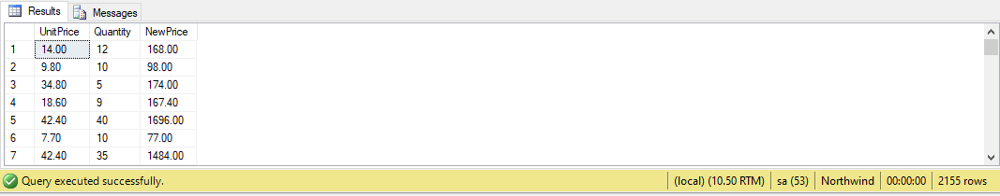 Results Messages
UnitPrice Quantity NewPrice
1 14.00 12 168.00
2 9.80 10 98.00
3 34.80 5 174.00
4 18.60 9 167.40
5 42.40 40 1696.00
6 7.70 10 77.00
7 42.40 35 1484.00
Query executed successfully. (local) (10.50 RTM) sa (53) Northwind 00:00:00 2155 rows